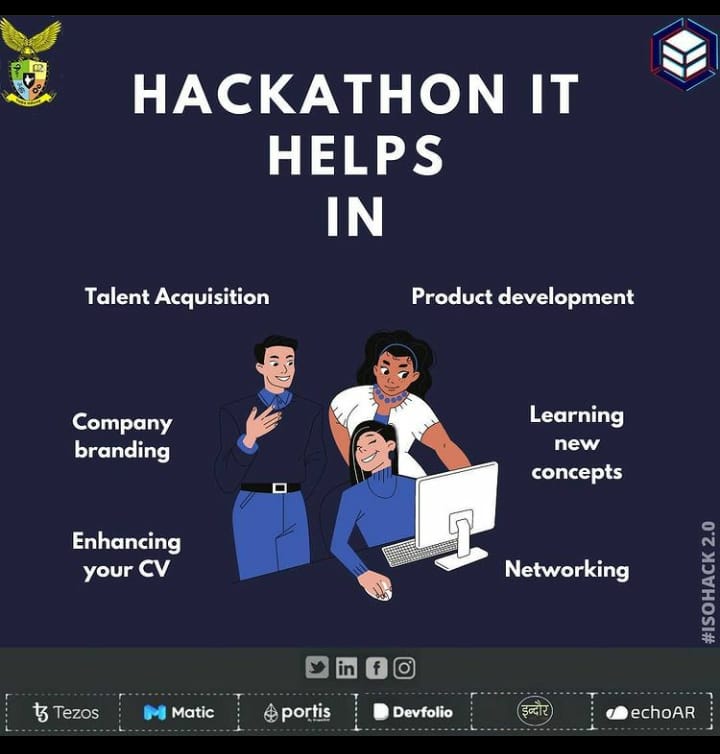 HACKATHON IT
HELPS
IN
Talent Acquisition
Product development
Company
branding
Learning
new
concepts
Enhancing
your CV
Networking
#ISOHACK 2.0
Tezos
Matic
portis
Devfolio
इन्दौर
echoAR